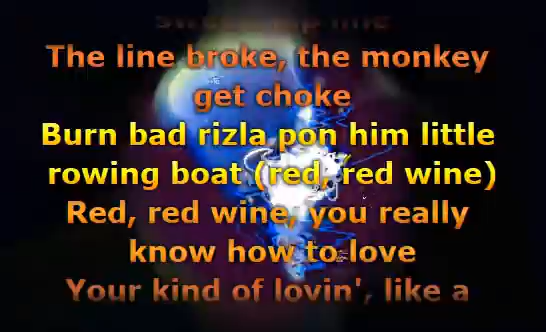 The line broke, the monkey
get choke
Burn bad rizla pon him little
rowing boat (red, red wine)
Red, red wine, you really
know how to love
Your kind of lovin', like a